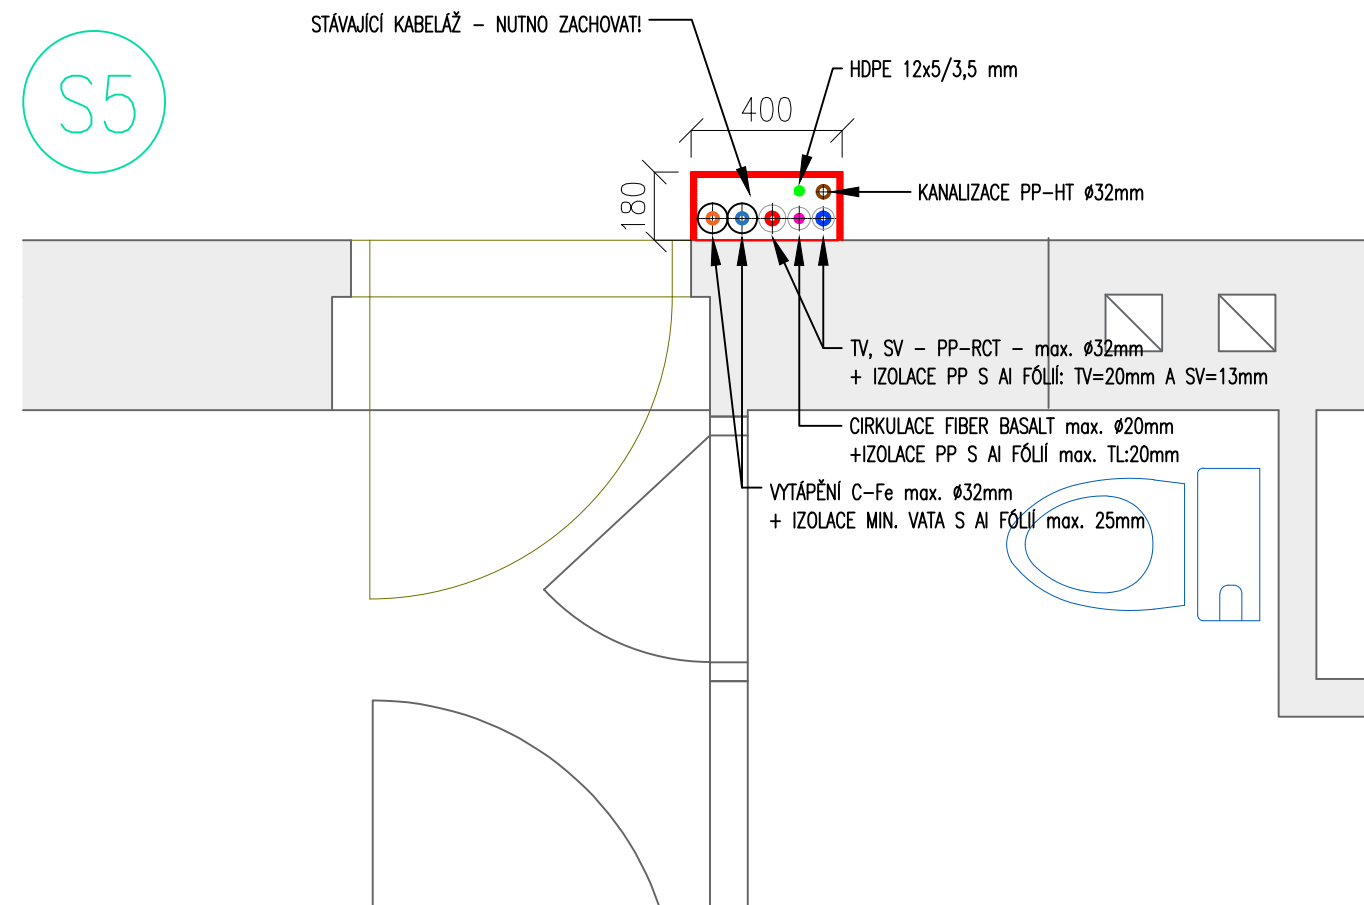 STÁVAJÍCÍ KABELÁŽ - NUTNO ZACHOVAT!
S5
HDPE 12x5/3,5 mm
400
180
KANALIZACE PP-HT ø32mm
TV, SV - PP-RCT - max. ø32mm
+ IZOLACE PP S Al FÓLIÍ: TV=20mm A SV=13mm
CIRKULACE FIBER BASALT max. ø20mm
+IZOLACE PP S Al FÓLIÍ max. TL:20mm
VYTÁPĚNÍ C-Fe max. ø32mm
+ IZOLACE MIN. VATA S Al FÓLIÍ max. 25mm